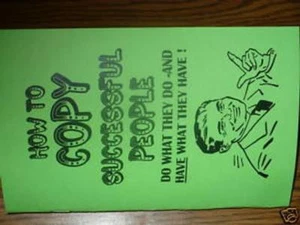 HOW TO
COPY
SUCCESSFUL
PEOPLE
DO WHAT THEY DO -AND
HAVE WHAT THEY HAVE !